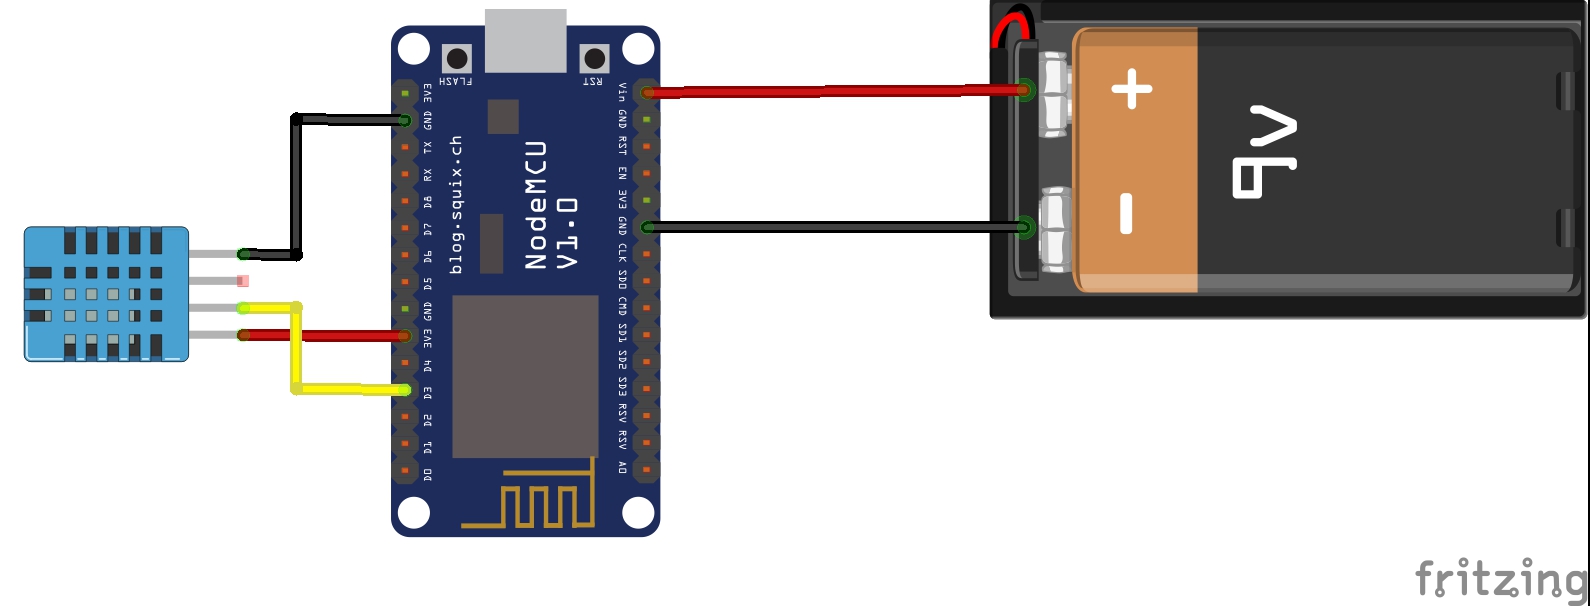 FLASH
RST
3V3
GND
TX
RX
D8
D7
D6
D5
GND
3V3
D4
D3
D2
D1
D0
blog.squix.ch
NodeMCU
V1.0
Vin
GND
RST
EN
3V3
GND
CLK
SD0
CMD
SD1
SD2
SD3
RSV
RSV
A0
+
-
9V
fritzing